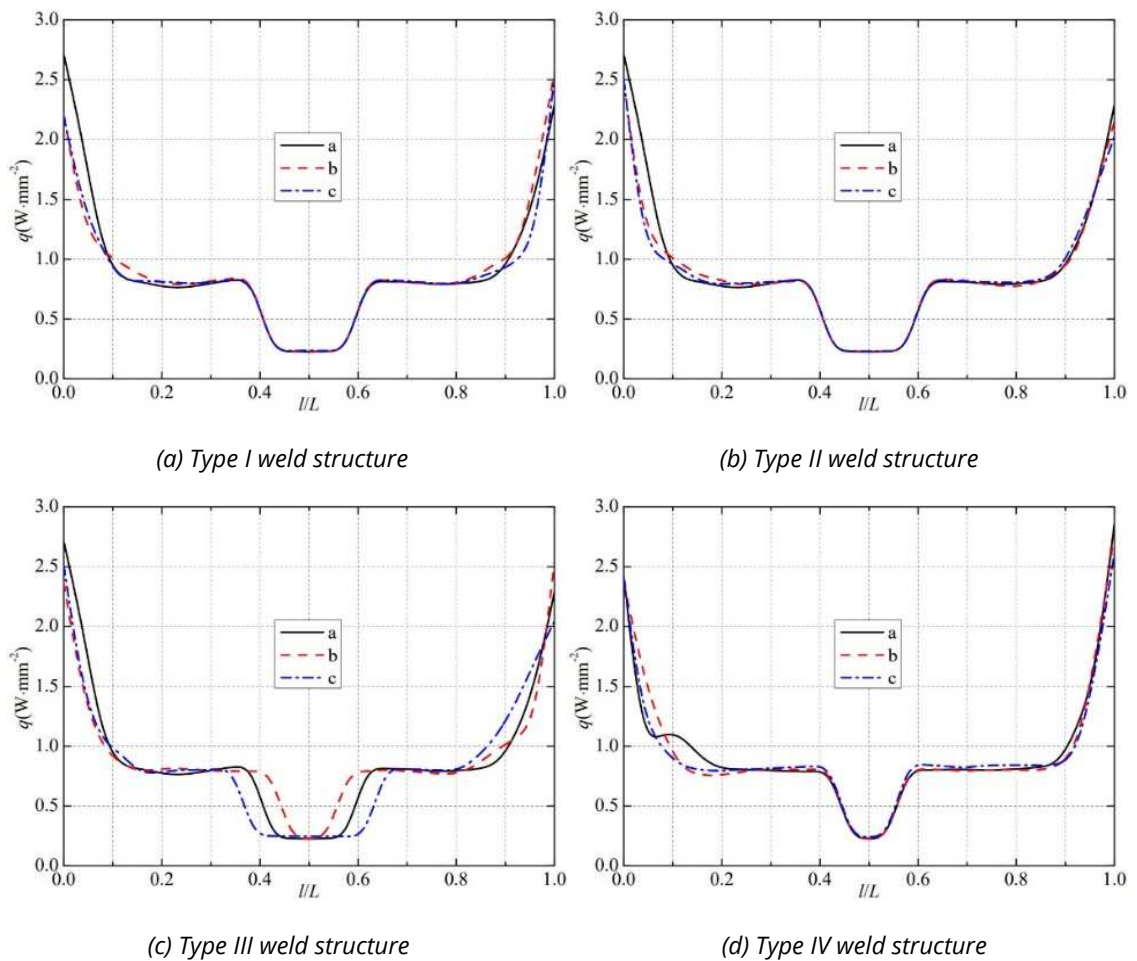 3.0
2.5
2.0
1.5
1.0
0.5
0.0
q(W·mm⁻²)
a
b
c
0.0 0.2 0.4 0.6 0.8 1.0
l/L
(a) Type I weld structure
3.0
2.5
2.0
1.5
1.0
0.5
0.0
q(W·mm⁻²)
a
b
c
0.0 0.2 0.4 0.6 0.8 1.0
l/L
(b) Type II weld structure
3.0
2.5
2.0
1.5
1.0
0.5
0.0
q(W·mm⁻²)
a
b
c
0.0 0.2 0.4 0.6 0.8 1.0
l/L
(c) Type III weld structure
3.0
2.5
2.0
1.5
1.0
0.5
0.0
q(W·mm⁻²)
a
b
c
0.0 0.2 0.4 0.6 0.8 1.0
l/L
(d) Type IV weld structure